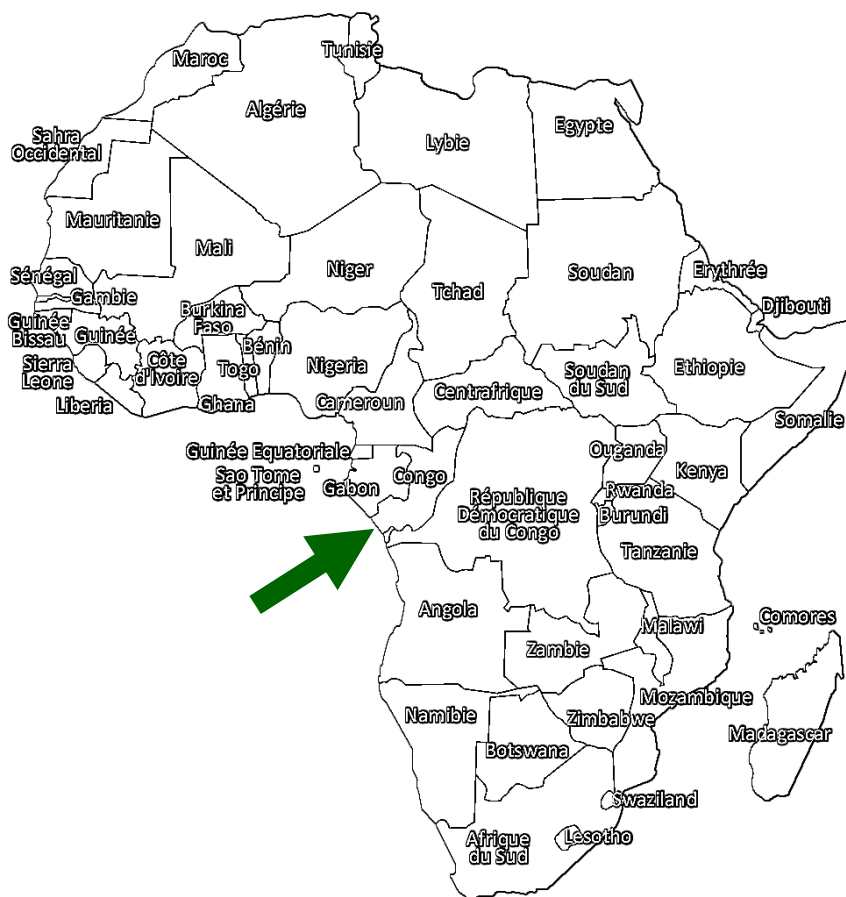 Maroc
Tunisie
Algérie
Lybie
Egypte
Sahra
Occidental
Mauritanie
Mali
Niger
Tchad
Soudan
Erythrée
Djibouti
Sénégal
Gambie
Guinée
Bissau
Guinée
Burkina
Faso
Bénin
Togo
Nigeria
Sierra
Leone
Côte
d'Ivoire
Liberia
Ghana
Cameroun
Centrafrique
Soudan
du Sud
Ethiopie
Somalie
Guinée Equatoriale
Sao Tome
et Principe
Gabon
Congo
Ouganda
Kenya
République
Démocratique
du Congo
Rwanda
Burundi
Tanzanie
Angola
Zambie
Malawi
Comores
Mozambique
Namibie
Zimbabwe
Botswana
Madagascar
Swaziland
Afrique
du Sud
Lesotho